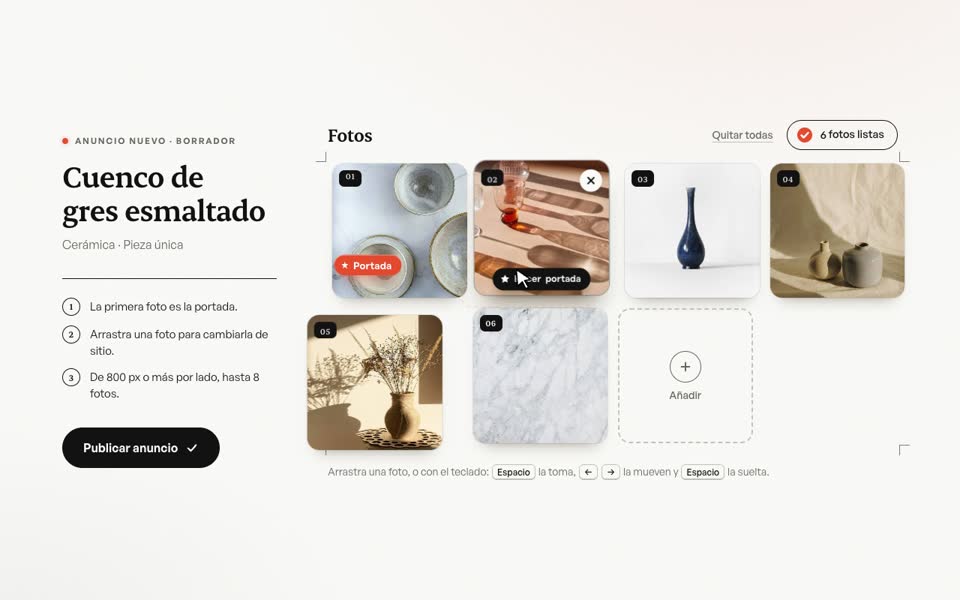 ANUNCIO NUEVO · BORRADOR
Cuenco de
gres esmaltado
Cerámica · Pieza única
1 La primera foto es la portada.
2 Arrastra una foto para cambiarla de
sitio.
3 De 800 px o más por lado, hasta 8
fotos.
Publicar anuncio
Fotos
Quitar todas
6 fotos listas
01
Portada
02
portada
03
04
05
06
Añadir
Arrastra una foto, o con el teclado: Espacio la toma, ← → la mueven y Espacio la suelta.